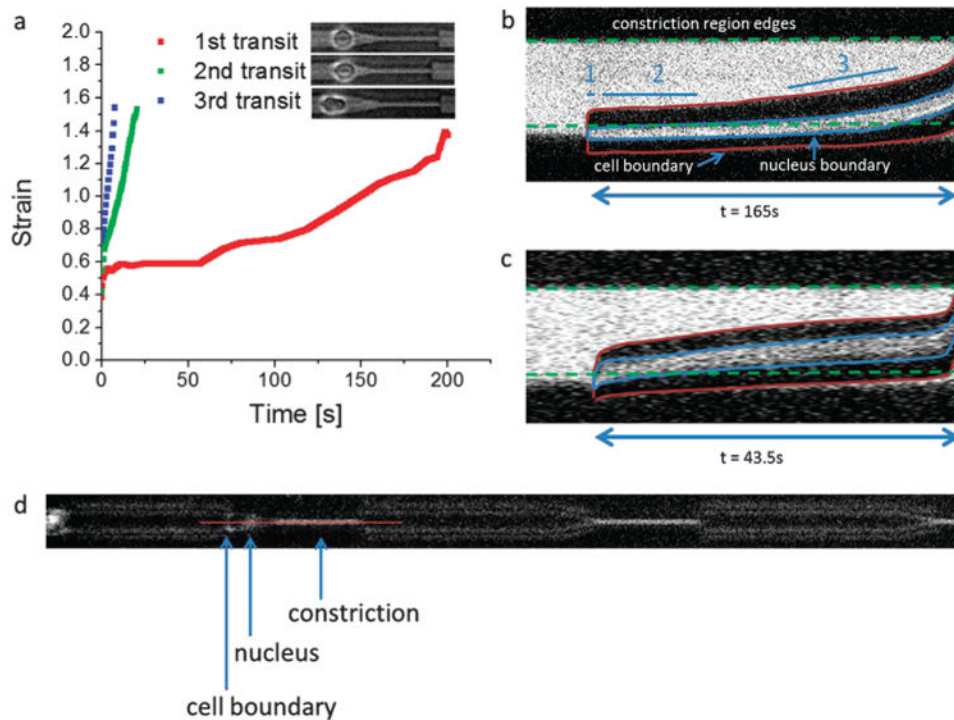 a
2.0
1.8
1.6
1.4
1.2
1.0
0.8
0.6
0.4
0.2
0.0
Strain
1st transit
2nd transit
3rd transit
0 50 100 150 200
Time [s]
b
constriction region edges
1 2 3
cell boundary
nucleus boundary
t = 165s
c
t = 43.5s
d
constriction
nucleus
cell boundary